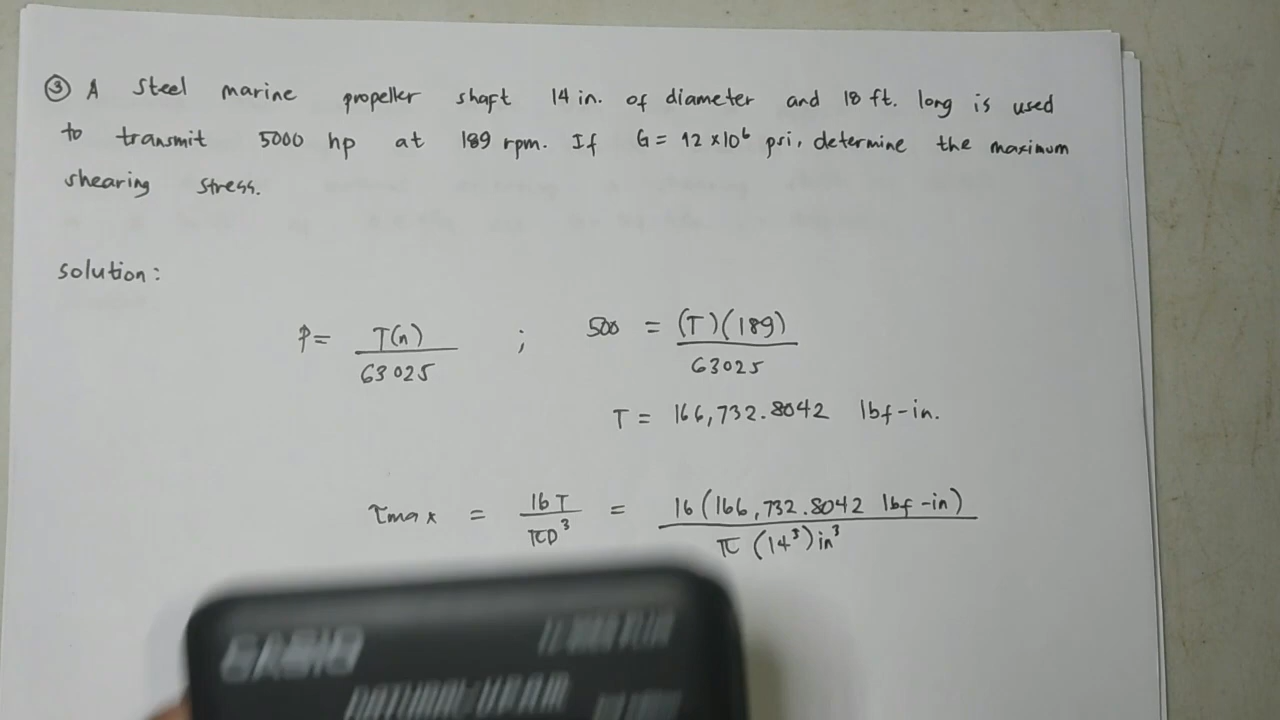 ③ A steel marine propeller shaft 14 in. of diameter and 18 ft. long is used
to transmit 5000 hp at 189 rpm. If G = 12 x10⁶ psi, determine the maximum
shearing stress.
solution:
P = T(n) / 63025 ; 500 = (T)(189) / 63025
T = 166,732.8042 lbf-in.
τmax = 16T / πD³ = 16(166,732.8042 lbf-in) / π(14³)in³
CASIO
NATURAL-V.P.A.M.